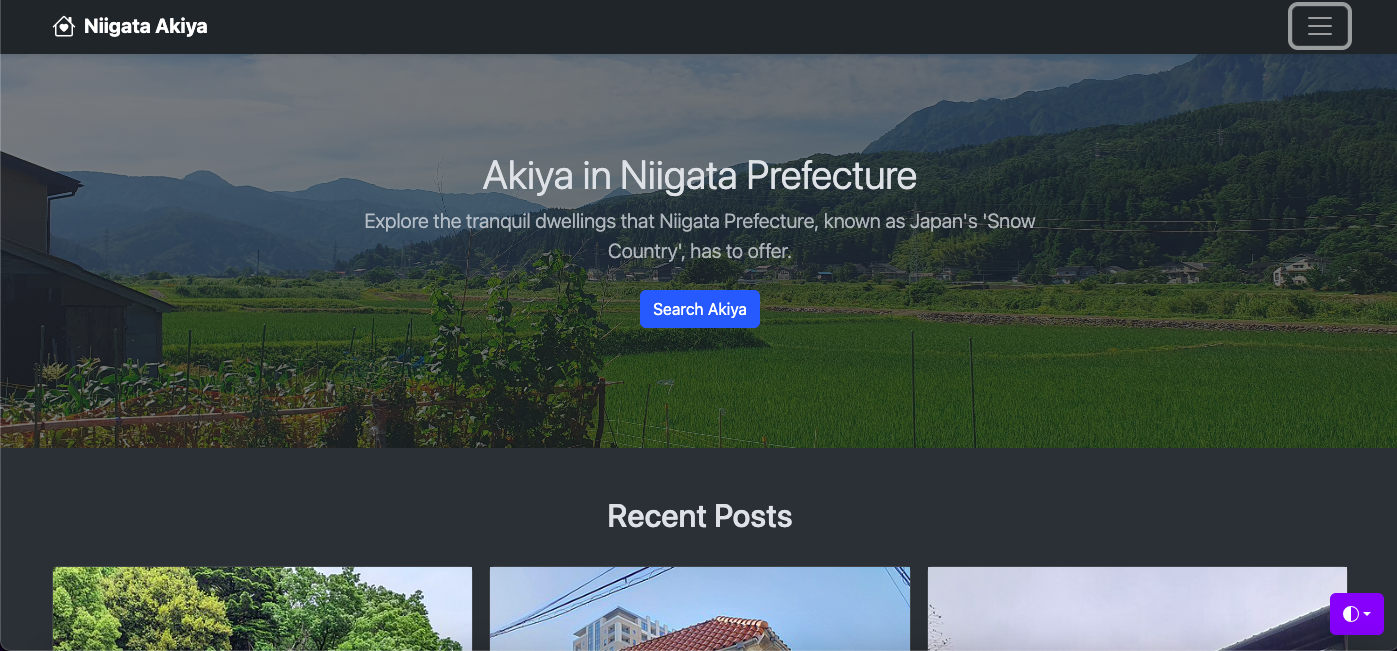 Niigata Akiya
Akiya in Niigata Prefecture
Explore the tranquil dwellings that Niigata Prefecture, known as Japan's 'Snow
Country', has to offer.
Search Akiya
Recent Posts